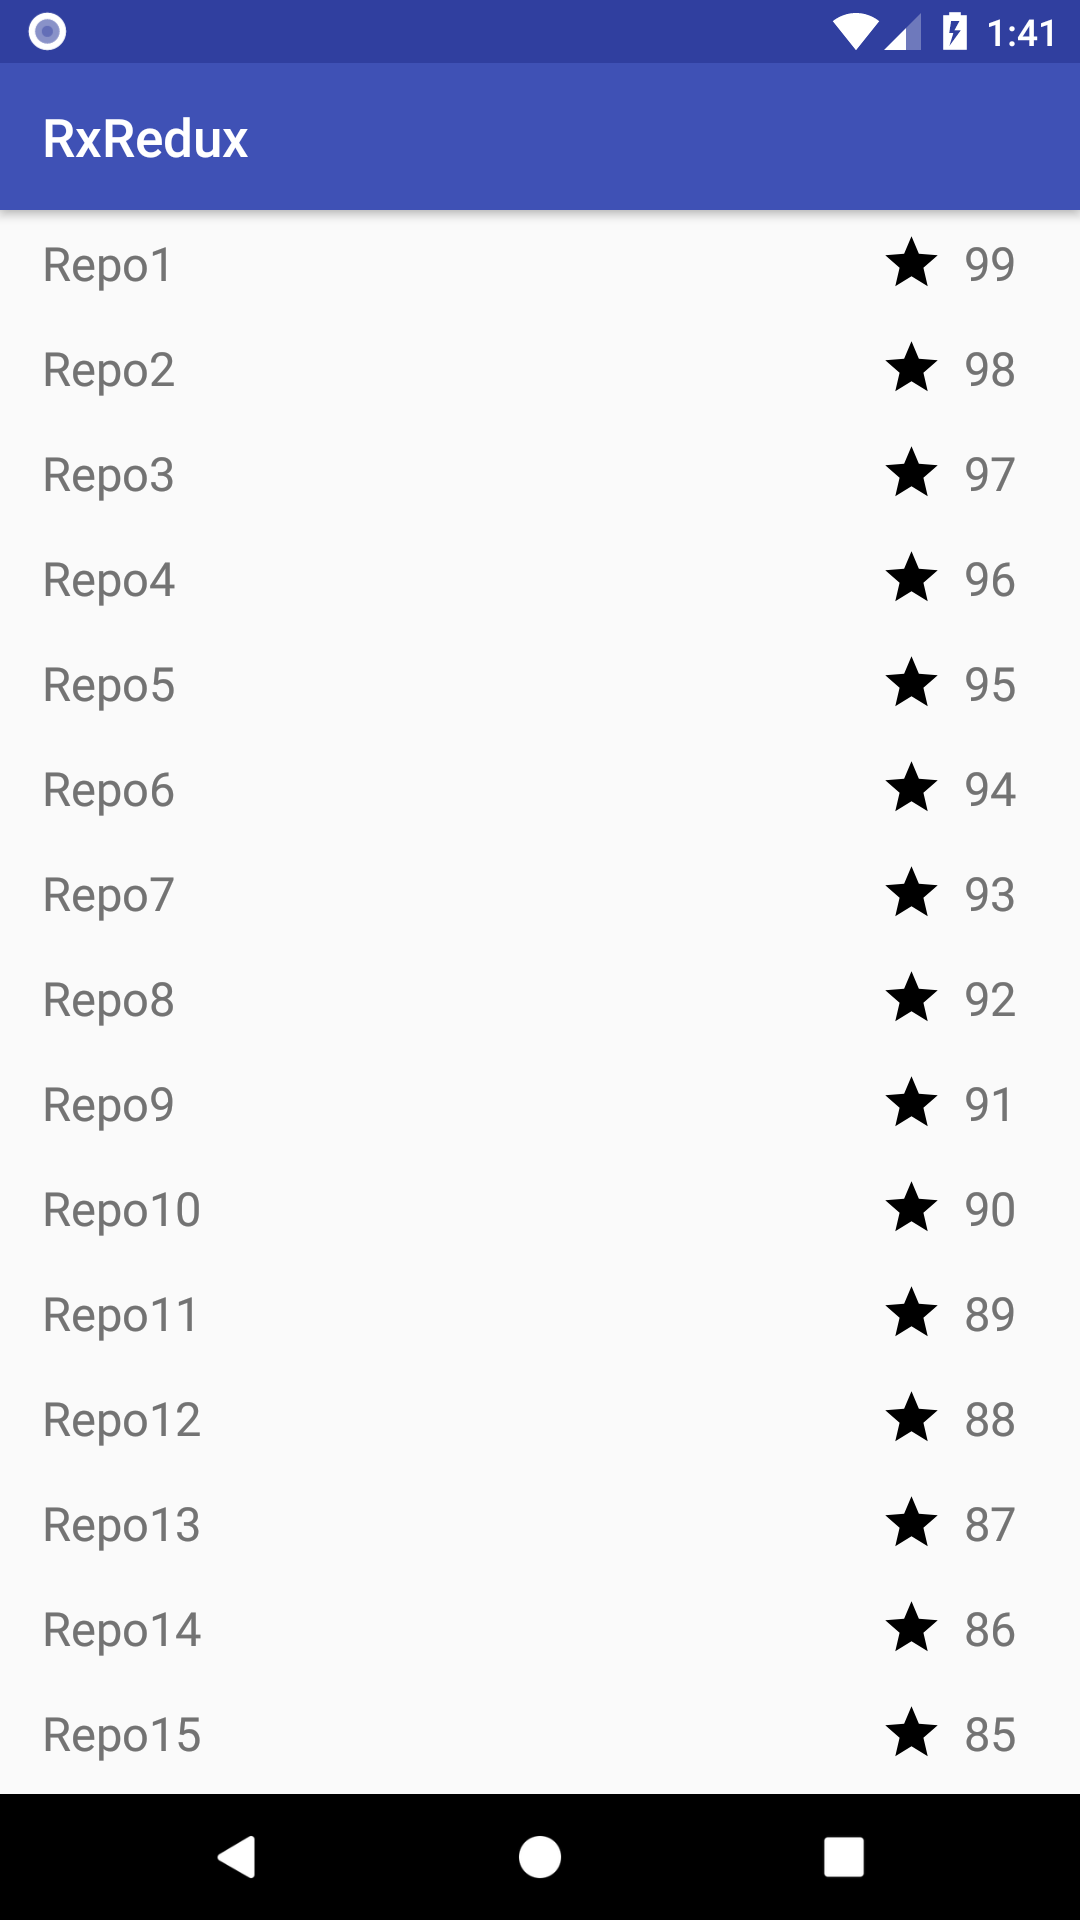 1:41
RxRedux
Repo1 99
Repo2 98
Repo3 97
Repo4 96
Repo5 95
Repo6 94
Repo7 93
Repo8 92
Repo9 91
Repo10 90
Repo11 89
Repo12 88
Repo13 87
Repo14 86
Repo15 85